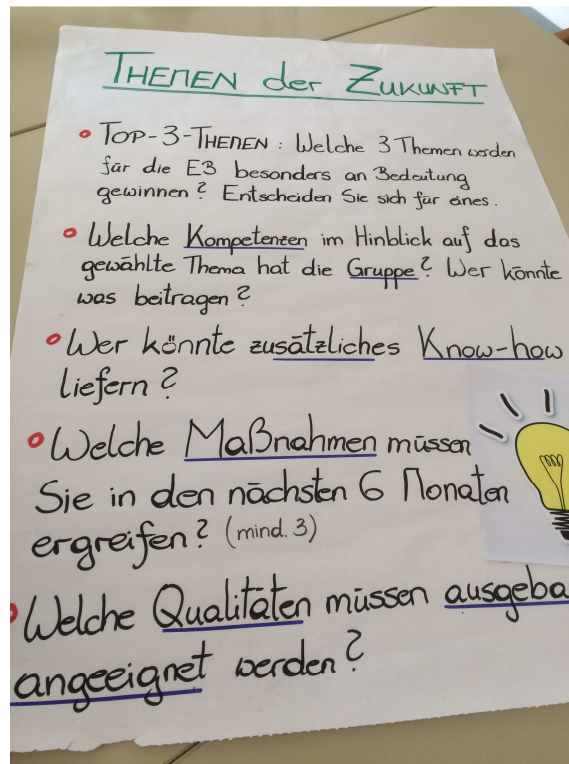 THEMEN der ZUKUNFT
TOP-3-THEMEN : Welche 3 Themen werden
für die EB besonders an Bedeutung
gewinnen? Entscheiden Sie sich für eines.
Welche Kompetenzen im Hinblick auf das
gewählte Thema hat die Gruppe? Wer könnte
was beitragen?
Wer könnte zusätzliches Know-how
liefern?
Welche Maßnahmen müssen
Sie in den nächsten 6 Monaten
ergreifen? (mind. 3)
Welche Qualitäten müssen ausgeba
angeeignet werden?